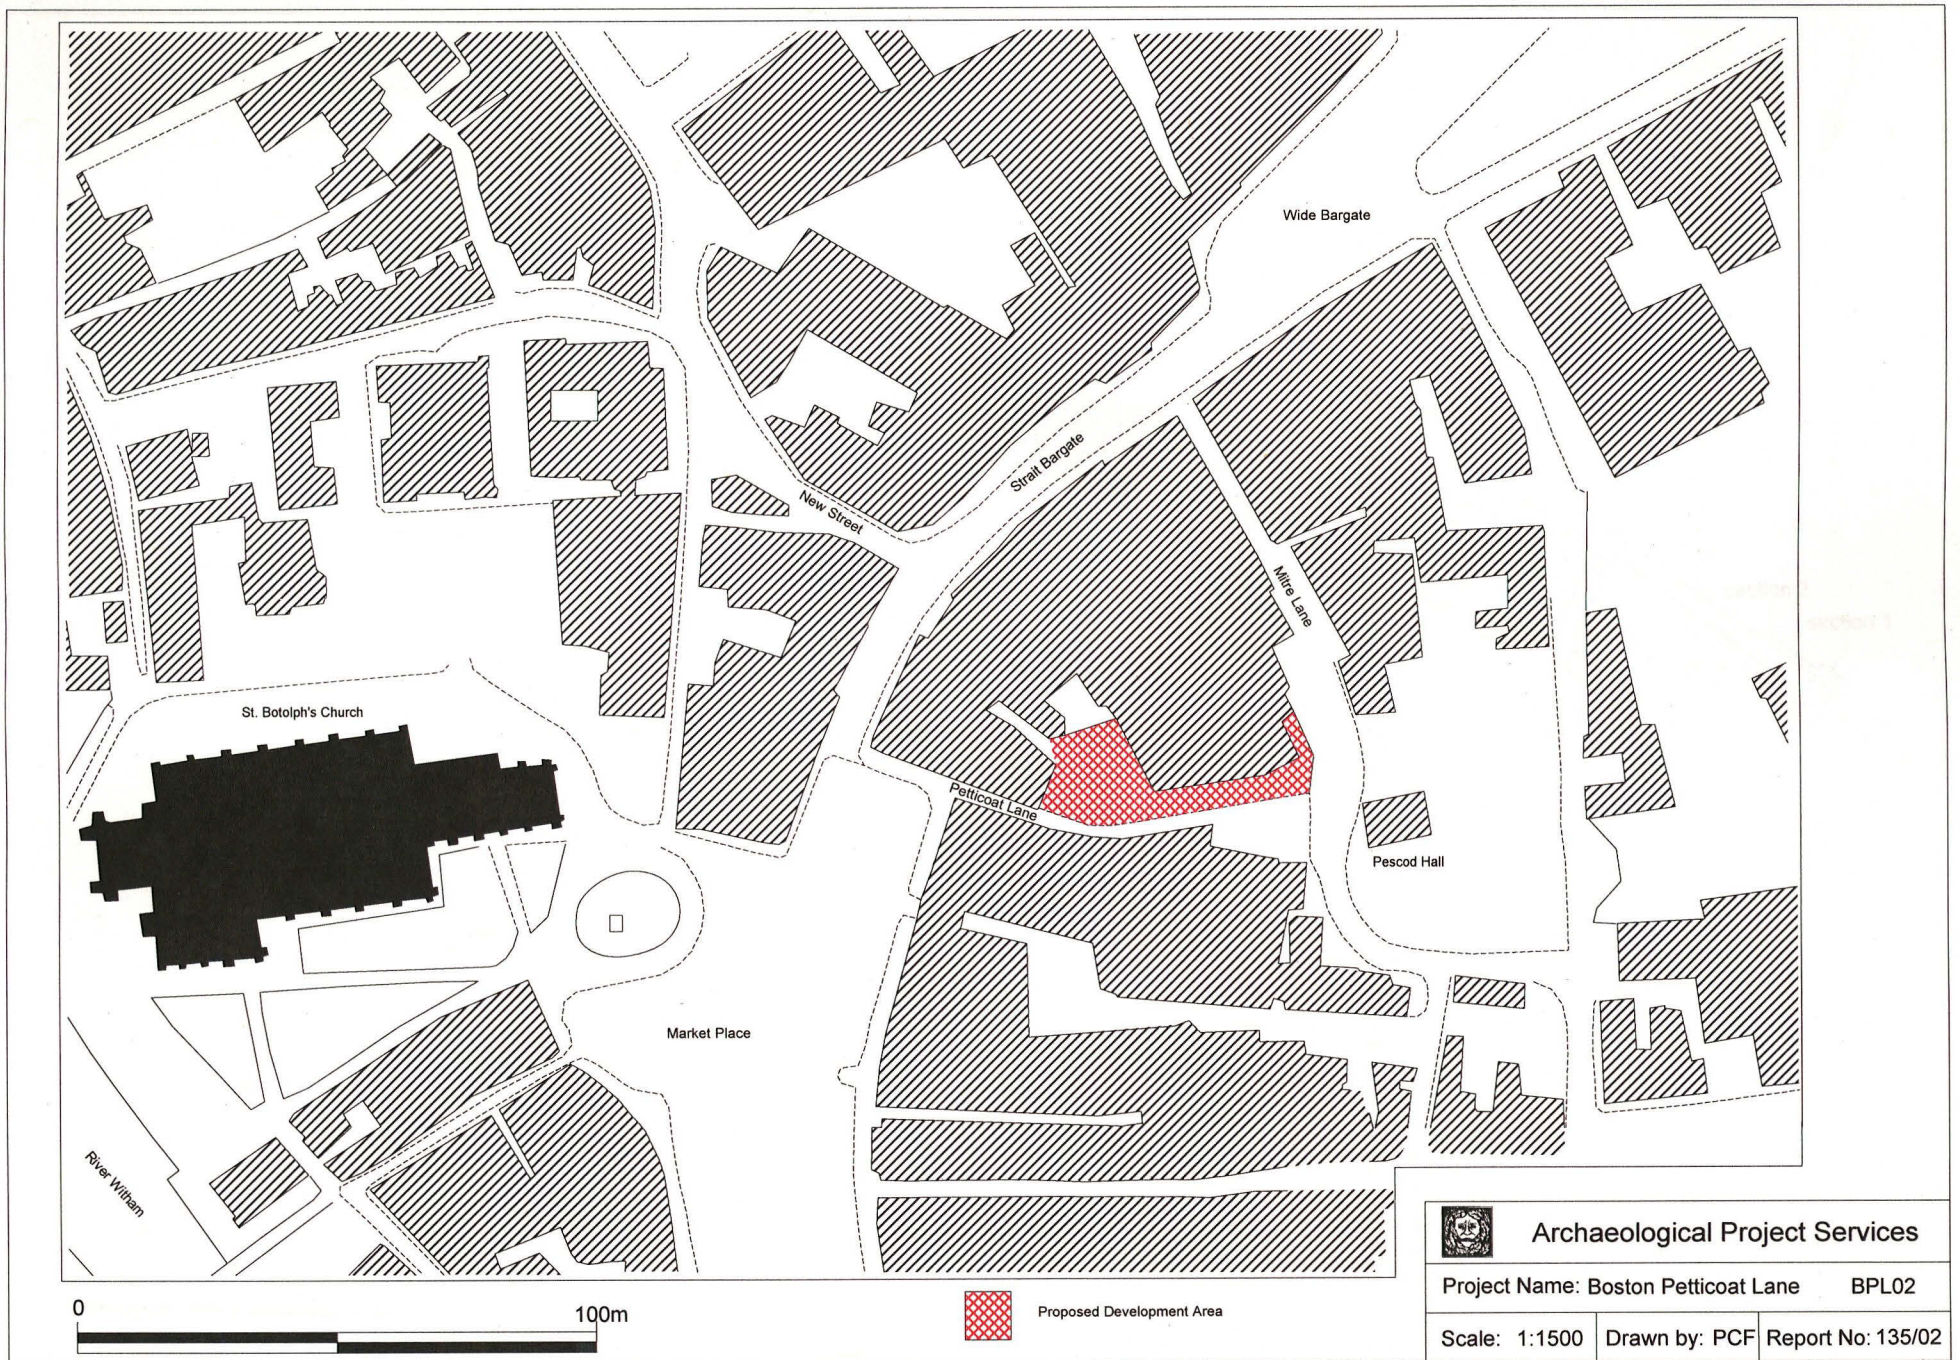 Wide Bargate
Strait Bargate
New Street
Mitre Lane
St. Botolph's Church
Petticoat Lane
Pescod Hall
Market Place
River Witham
0
100m
Proposed Development Area
Archaeological Project Services
Project Name: Boston Petticoat Lane BPL02
Scale: 1:1500
Drawn by: PCF
Report No: 135/02